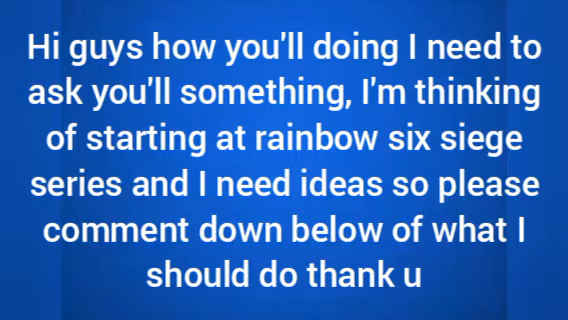 Hi guys how you'll doing I need to
ask you'll something, I'm thinking
of starting at rainbow six siege
series and I need ideas so please
comment down below of what I
should do thank u